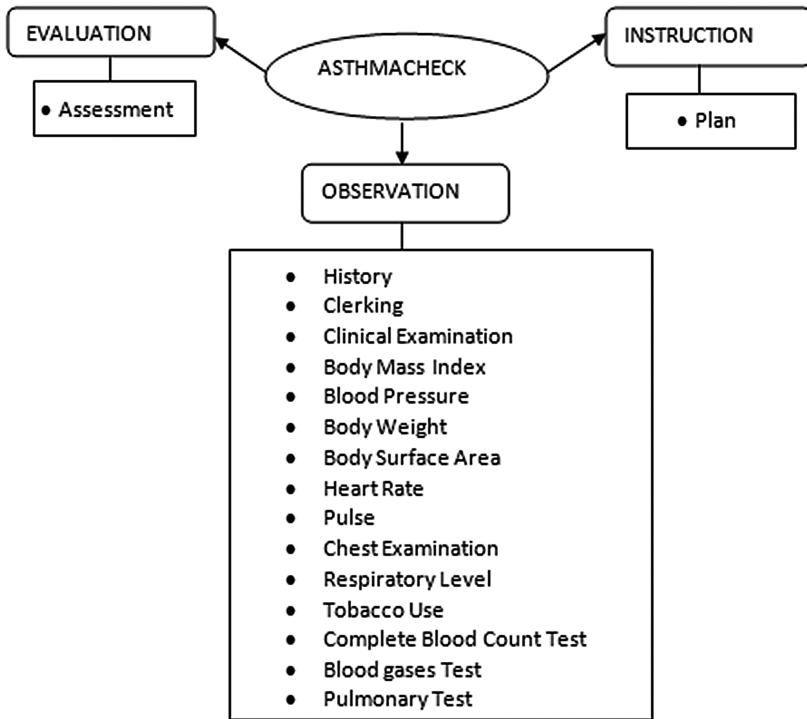 EVALUATION
ASTHMACHECK
INSTRUCTION
• Assessment
• Plan
OBSERVATION
• History
• Clerking
• Clinical Examination
• Body Mass Index
• Blood Pressure
• Body Weight
• Body Surface Area
• Heart Rate
• Pulse
• Chest Examination
• Respiratory Level
• Tobacco Use
• Complete Blood Count Test
• Blood gases Test
• Pulmonary Test